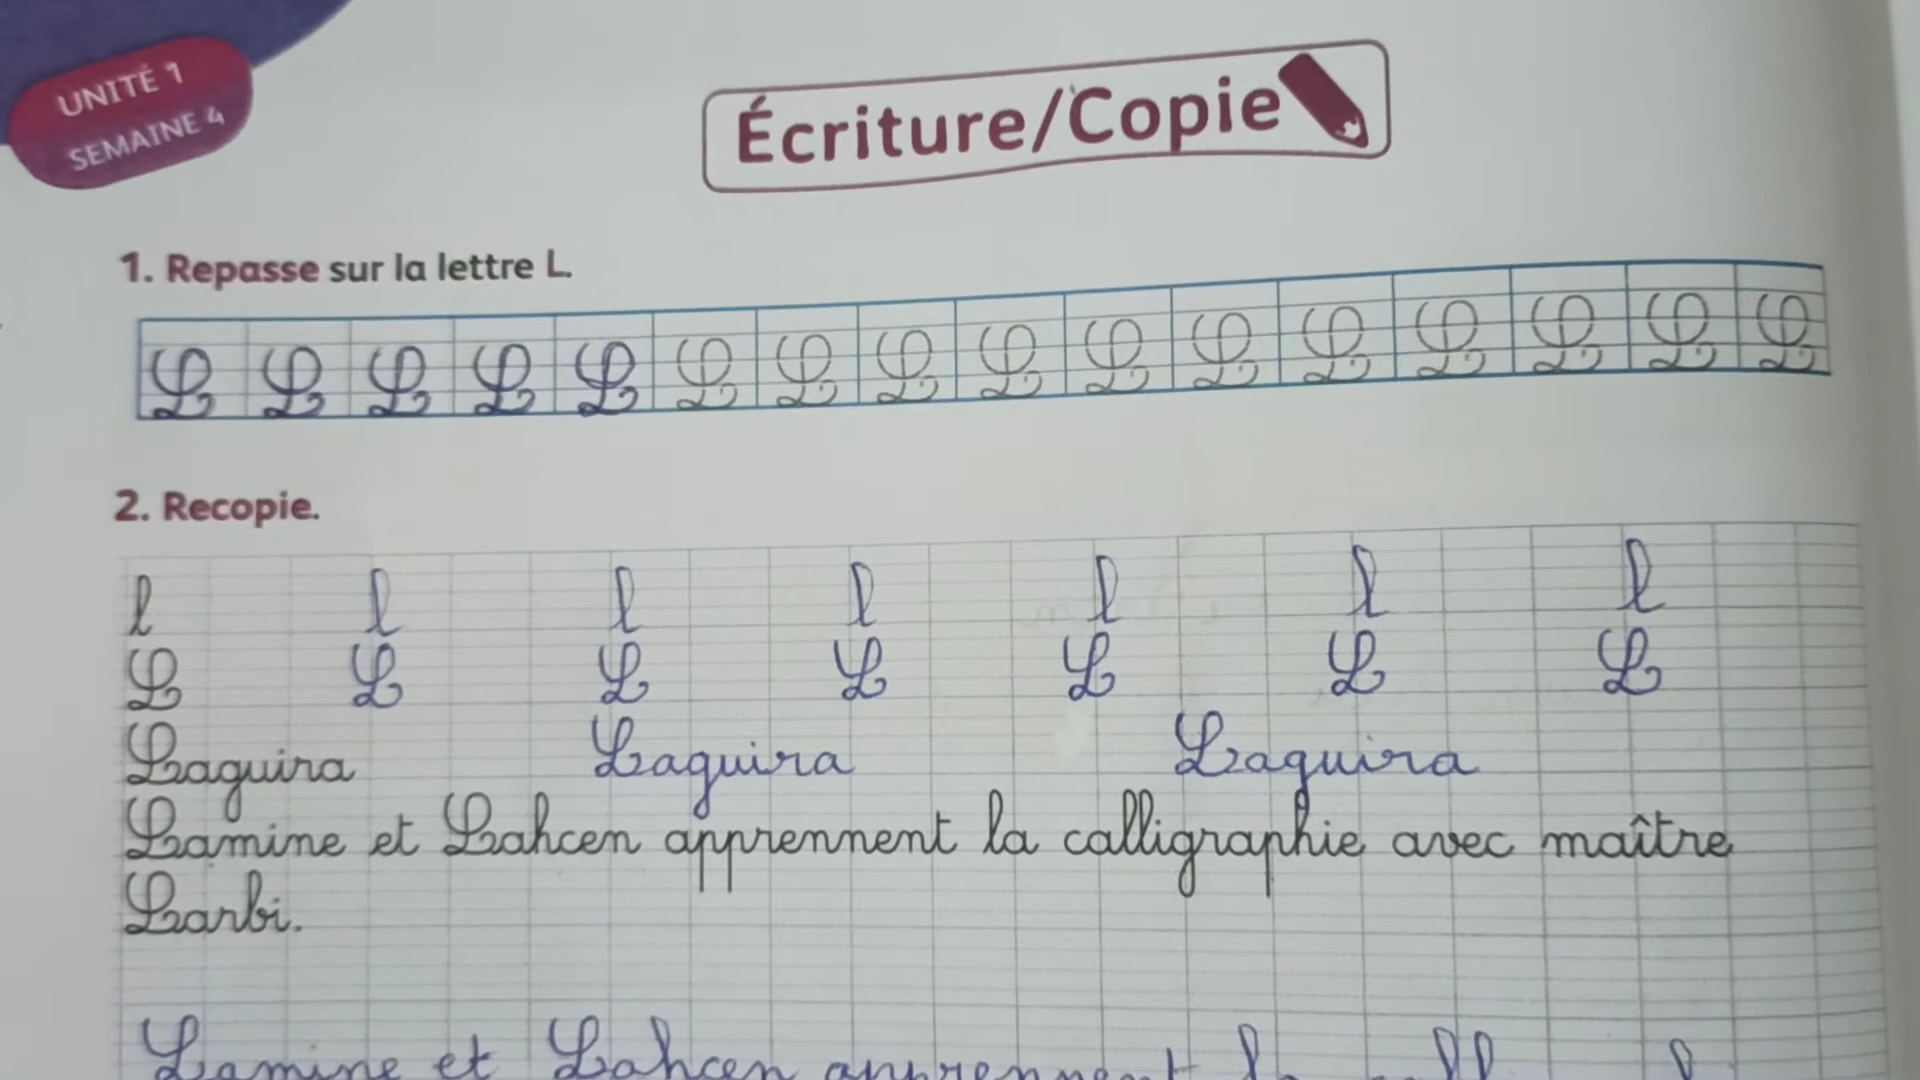 UNITÉ 1
SEMAINE 4
Écriture/Copie
1. Repasse sur la lettre L.
L L L L L L L L L L L L L L L L
2. Recopie.
l l l l l l l
L L L L L L L
Laguira Laguira Laguira
Lamine et Lahcen apprennent la calligraphie avec maître
Larbi.
Lamine et Lahcen apprennent